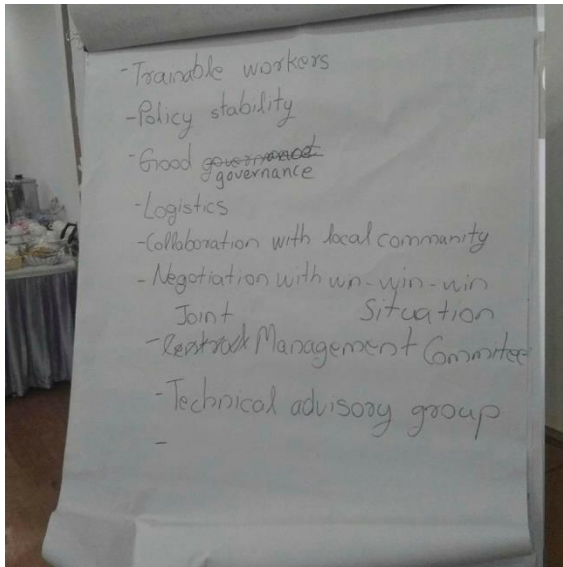 - Trainable workers
- Policy stability
- Good governance
- Logistics
- Collaboration with local community
- Negotiation with win-win-win
Situation
Joint
- Management Commitee
- Technical advisory group
-